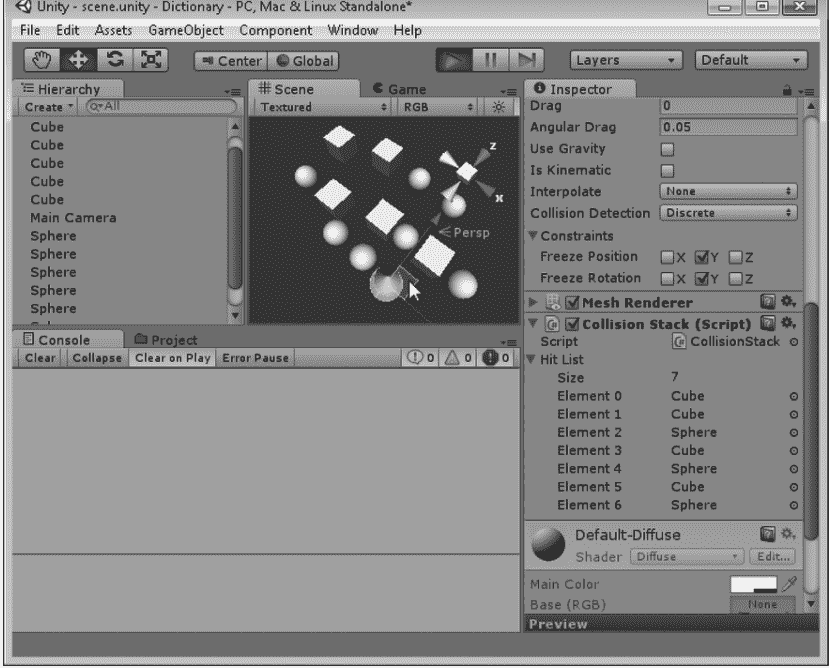 Unity - scene.unity - Dictionary - PC, Mac & Linux Standalone*
File Edit Assets GameObject Component Window Help
Center Global Layers Default
Hierarchy
Create All
Cube
Cube
Cube
Cube
Cube
Main Camera
Sphere
Sphere
Sphere
Sphere
Sphere
Scene Game
Textured RGB
z
x
Persp
Console Project
Clear Collapse Clear on Play Error Pause 0 0 0
Inspector
Drag 0
Angular Drag 0.05
Use Gravity
Is Kinematic
Interpolate None
Collision Detection Discrete
Constraints
Freeze Position X Y Z
Freeze Rotation X Y Z
Mesh Renderer
Collision Stack (Script)
Script CollisionStack
Hit List
Size 7
Element 0 Cube
Element 1 Cube
Element 2 Sphere
Element 3 Cube
Element 4 Sphere
Element 5 Cube
Element 6 Sphere
Default-Diffuse
Shader Diffuse Edit...
Main Color
Base (RGB) None
Preview